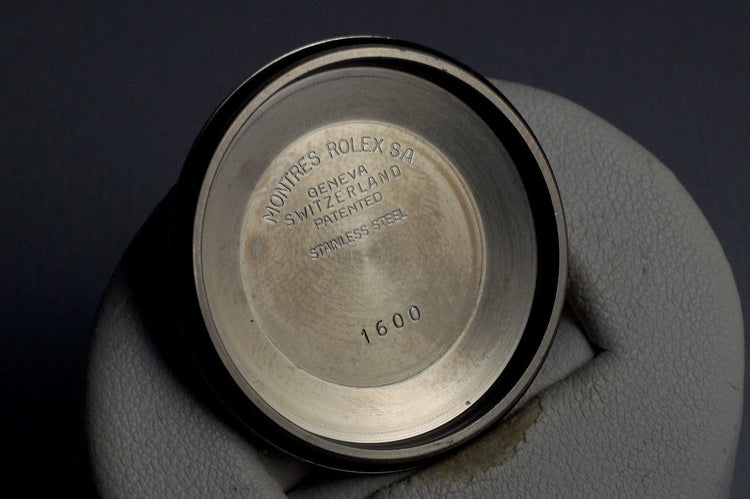 MONTRES ROLEX S.A.
GENEVA
SWITZERLAND
PATENTED
STAINLESS STEEL
1600